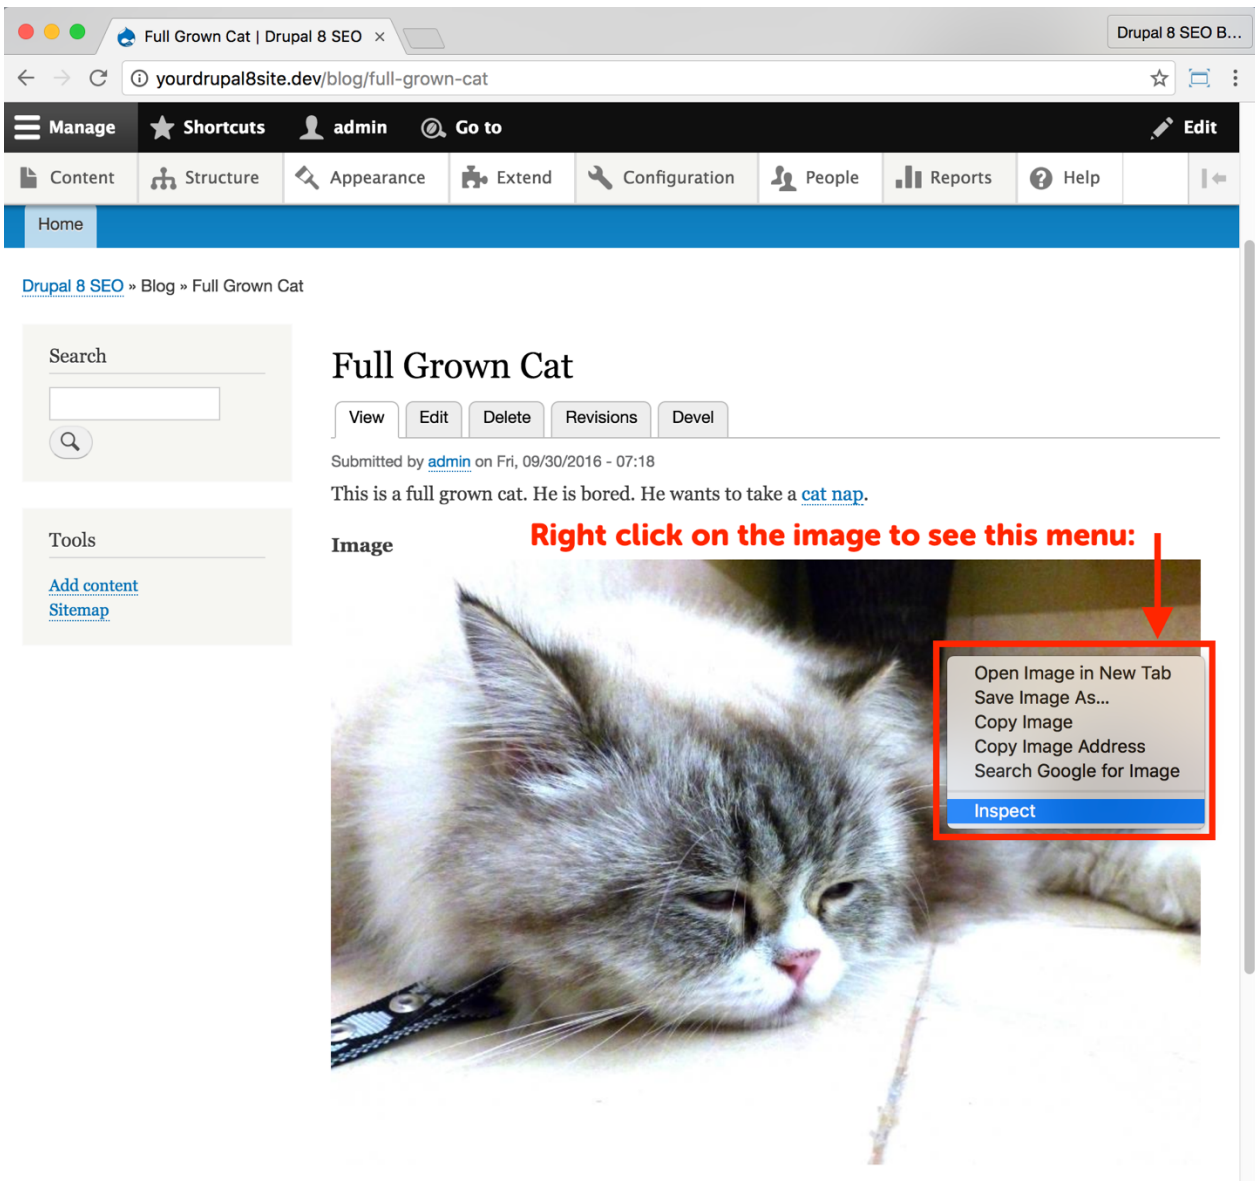 Full Grown Cat | Drupal 8 SEO ×
Drupal 8 SEO B...
yourdrupal8site.dev/blog/full-grown-cat
Manage Shortcuts admin Go to Edit
Content Structure Appearance Extend Configuration People Reports Help
Home
Drupal 8 SEO » Blog » Full Grown Cat
Search
Full Grown Cat
View Edit Delete Revisions Devel
Submitted by admin on Fri, 09/30/2016 - 07:18
This is a full grown cat. He is bored. He wants to take a cat nap.
Tools
Add content
Sitemap
Image
Right click on the image to see this menu:
Open Image in New Tab
Save Image As...
Copy Image
Copy Image Address
Search Google for Image
Inspect